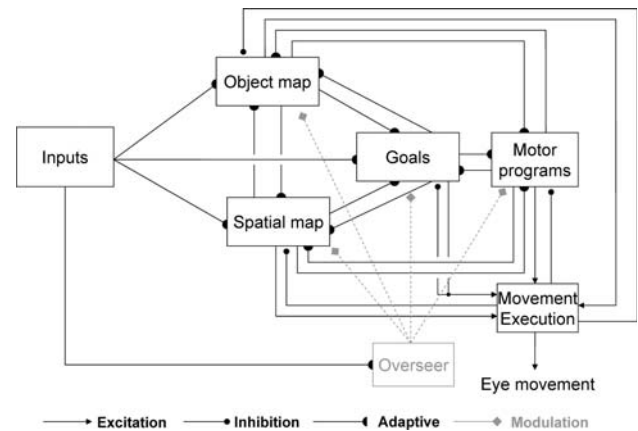 Object map
Inputs
Goals
Motor
programs
Spatial map
Movement
Execution
Overseer
Eye movement
Excitation
Inhibition
Adaptive
Modulation